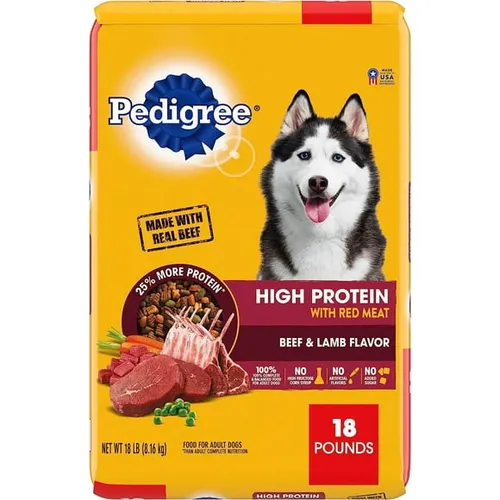 MADE IN
USA
Pedigree®
MADE WITH
REAL BEEF
25% MORE PROTEIN*
HIGH PROTEIN
WITH RED MEAT
BEEF & LAMB FLAVOR
100%
100% COMPLETE
& BALANCED FOOD
FOR ADULT DOGS
NO
HIGH FRUCTOSE
CORN SYRUP
NO
ARTIFICIAL
FLAVORS
NO
ADDED
SUGAR
18
POUNDS
NET WT 18 LB (8.16 kg)
FOOD FOR ADULT DOGS
*THAN ADULT COMPLETE NUTRITION